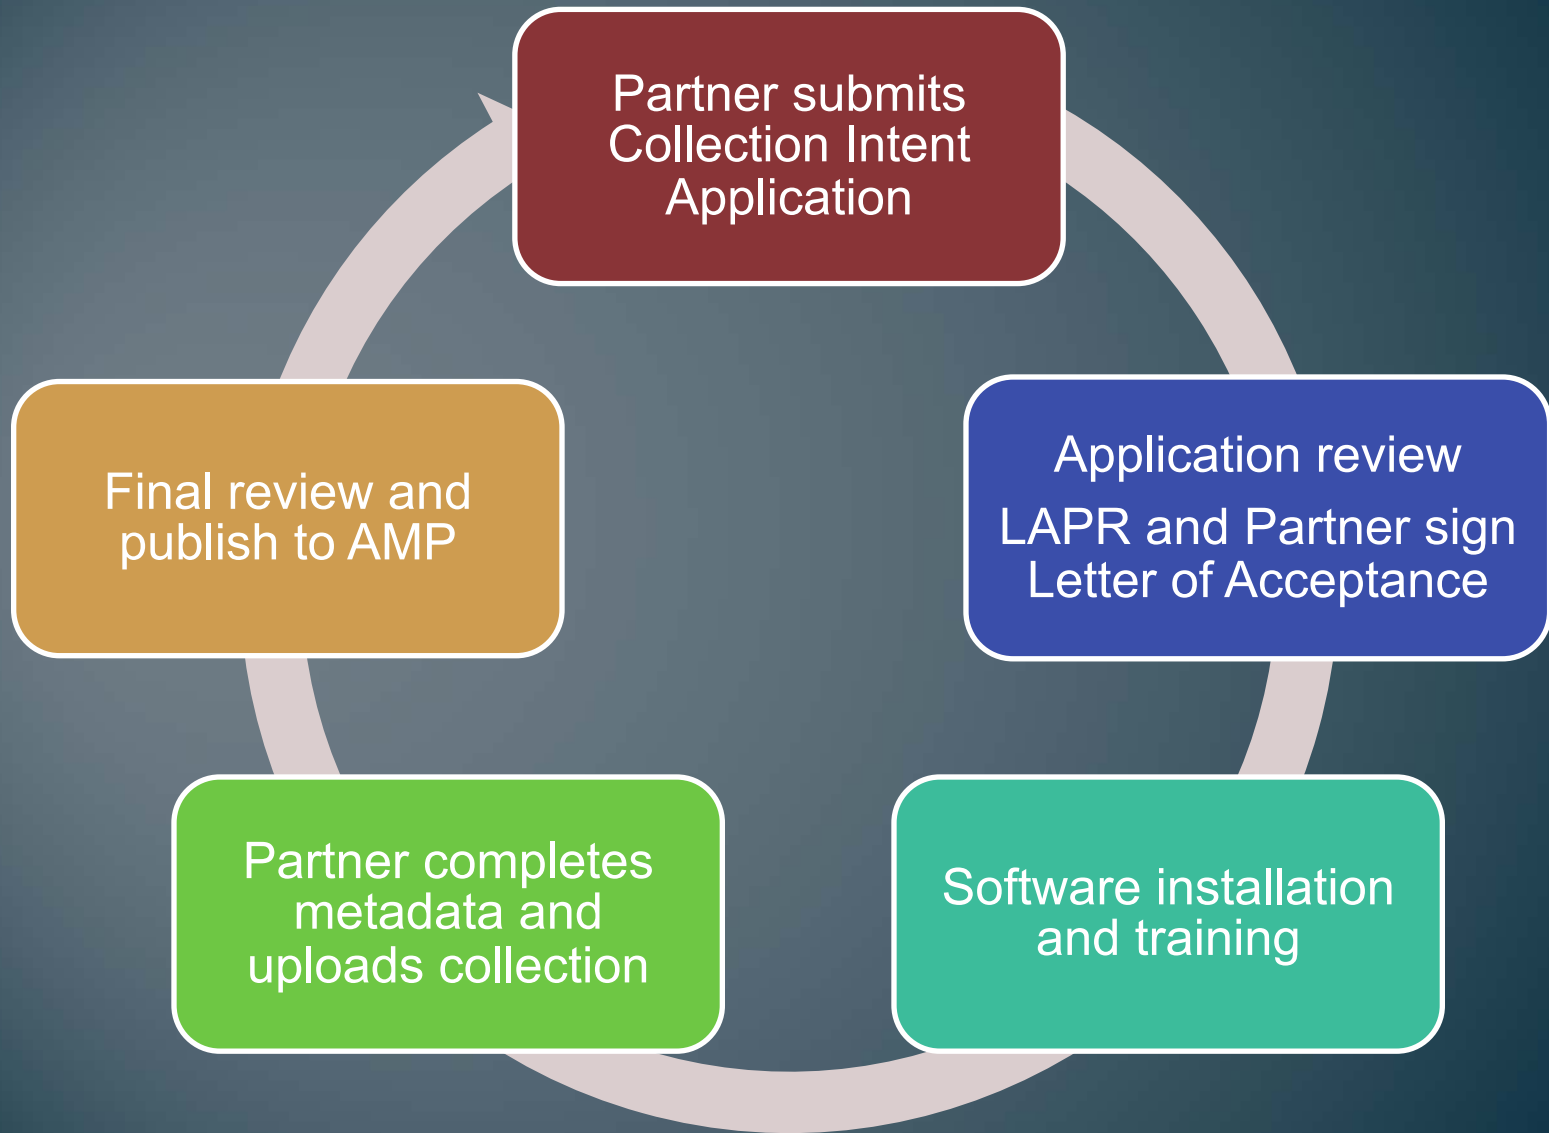 Partner submits
Collection Intent
Application
Application review
LAPR and Partner sign
Letter of Acceptance
Software installation
and training
Partner completes
metadata and
uploads collection
Final review and
publish to AMP